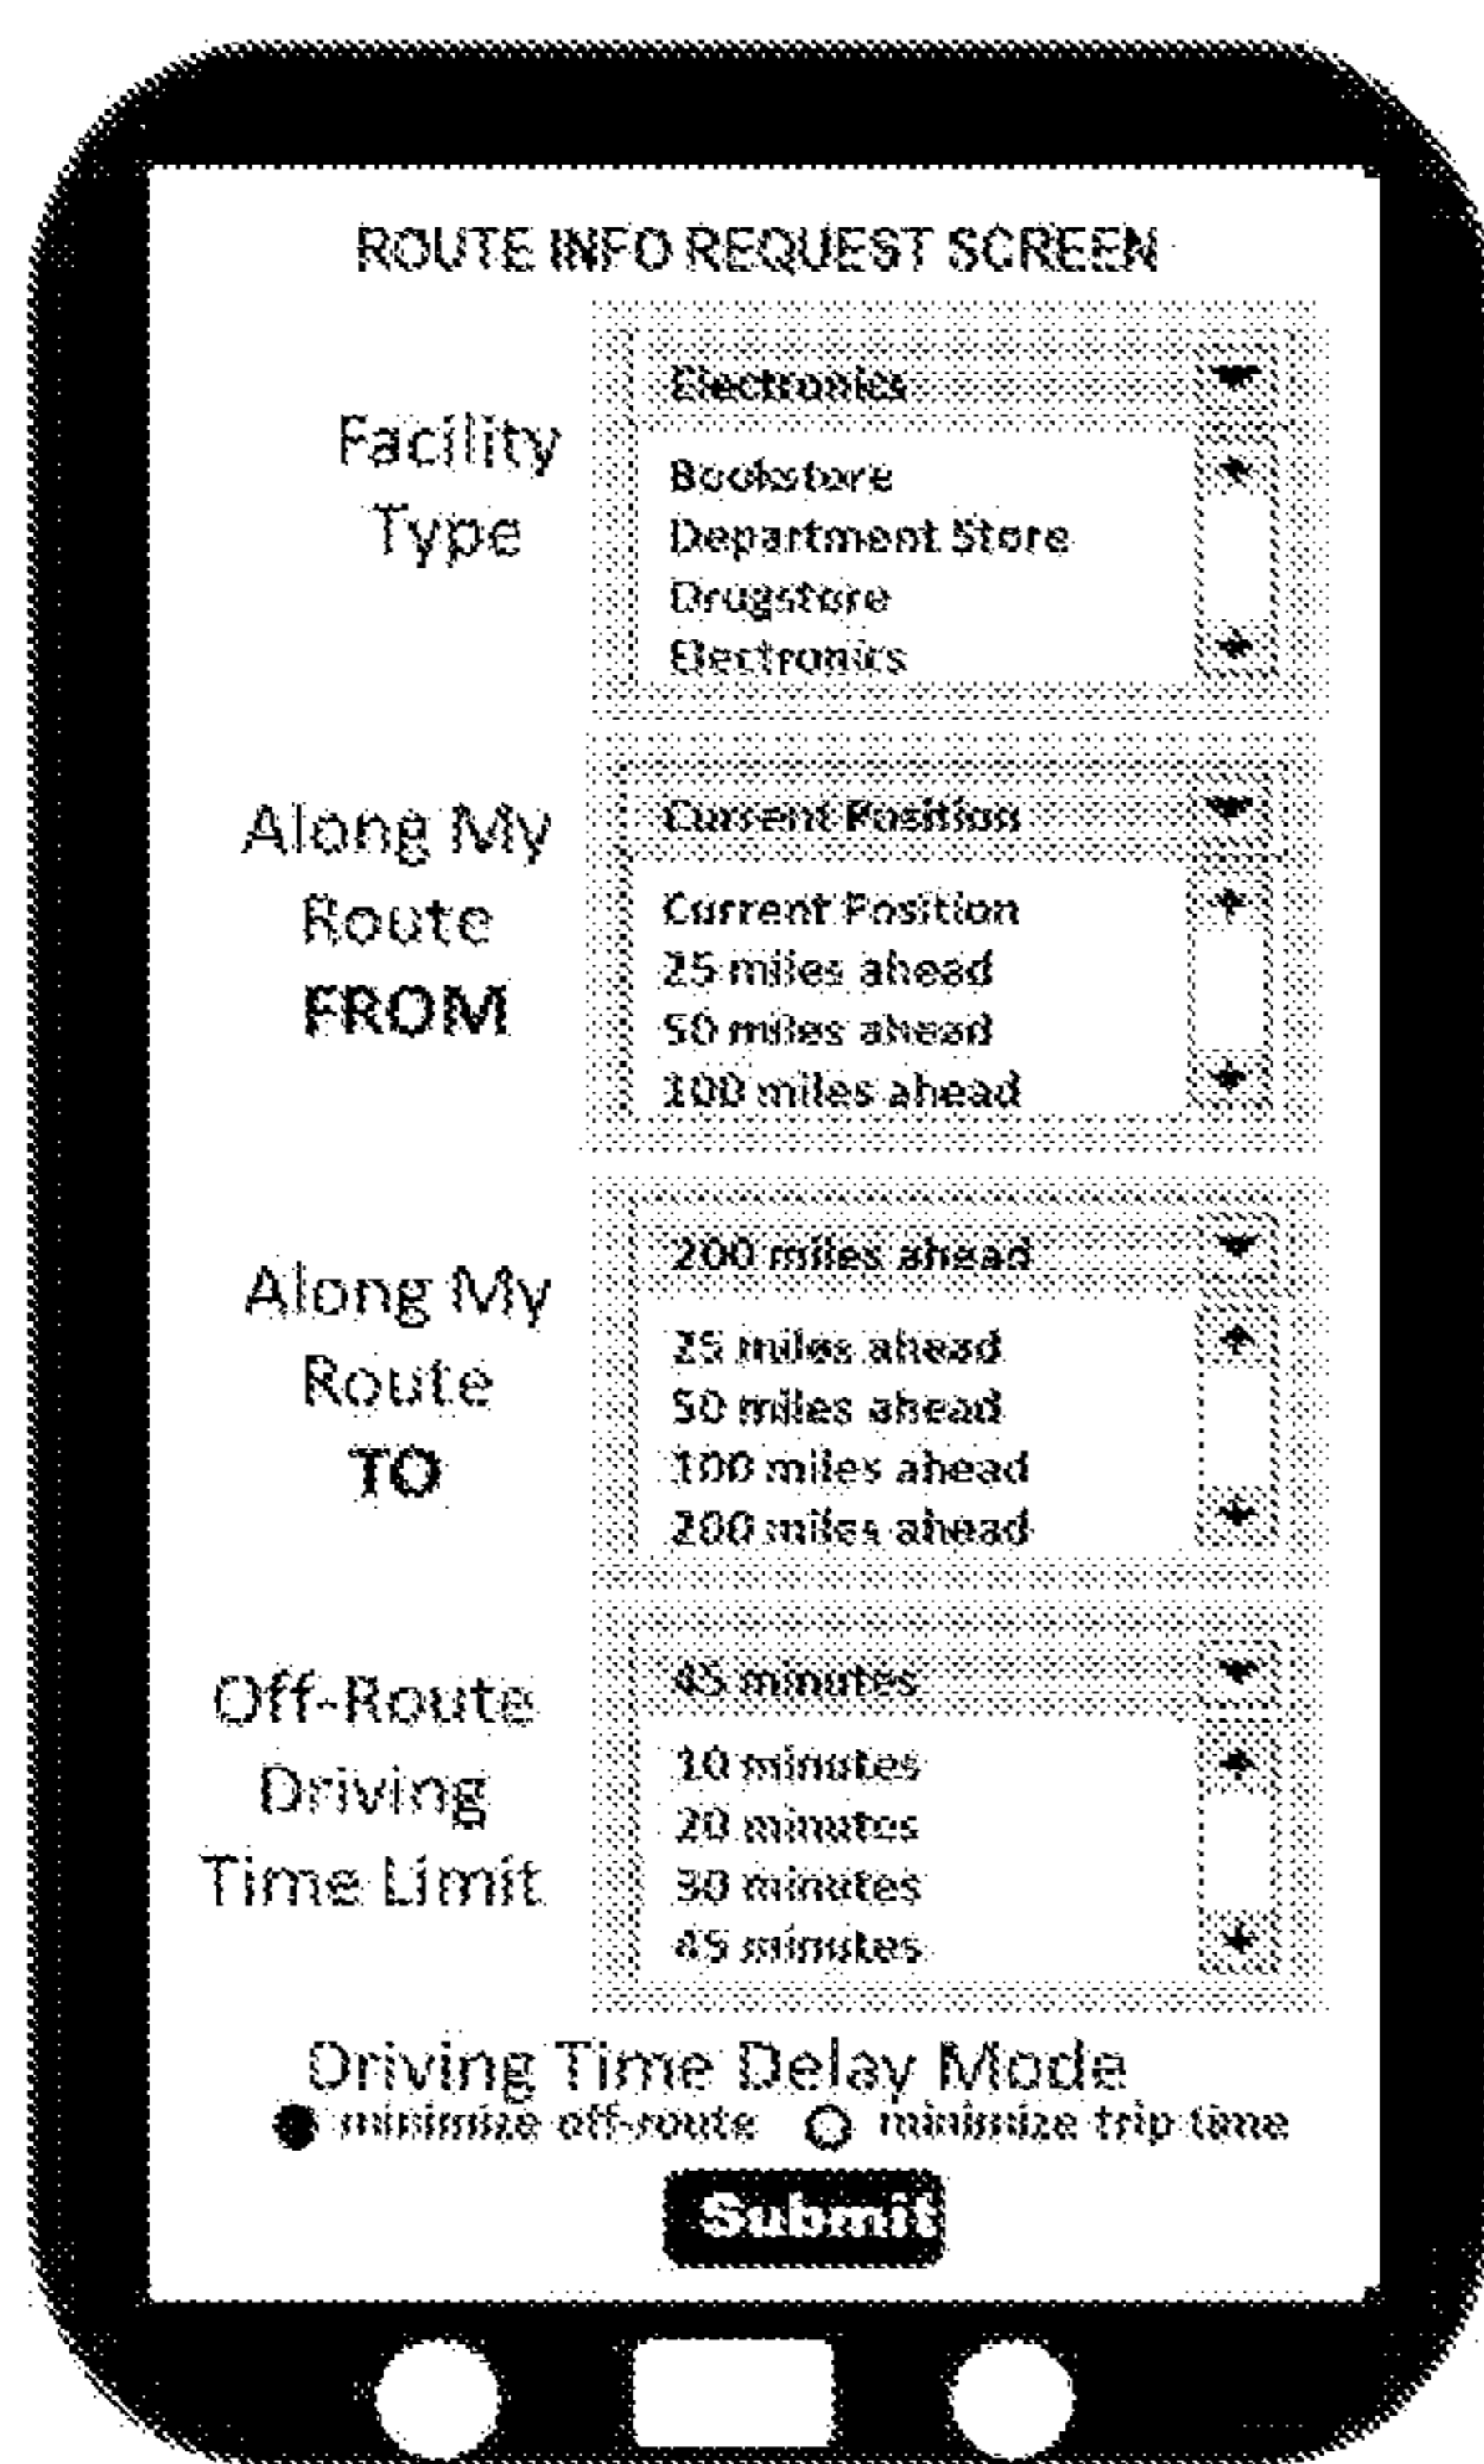 ROUTE INFO REQUEST SCREEN
Facility
Type
Electronics
Bookstore
Department Store
Drugstore
Electronics
Along My
Route
FROM
Current Position
Current Position
25 miles ahead
50 miles ahead
100 miles ahead
Along My
Route
TO
200 miles ahead
25 miles ahead
50 miles ahead
100 miles ahead
200 miles ahead
Off-Route
Driving
Time Limit
45 minutes
10 minutes
20 minutes
30 minutes
45 minutes
Driving Time Delay Mode
minimize off-route minimize trip time
Submit